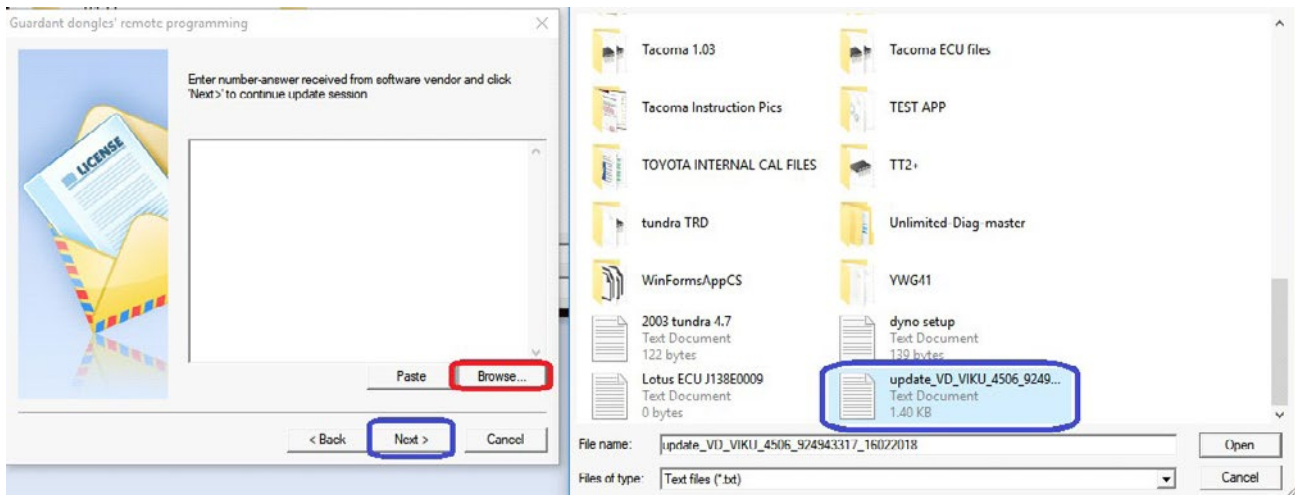 Guardant dongles' remote programming
Enter number-answer received from software vendor and click
'Next>' to continue update session
LICENSE
Paste
Browse...
< Back
Next >
Cancel
Tacoma 1.03
Tacoma ECU files
Tacoma Instruction Pics
TEST APP
TOYOTA INTERNAL CAL FILES
TT2+
tundra TRD
Unlimited-Diag-master
WinFormsAppCS
YWG41
2003 tundra 4.7
Text Document
122 bytes
dyno setup
Text Document
139 bytes
Lotus ECU J138E0009
Text Document
0 bytes
update_VD_VIKU_4506_9249...
Text Document
1.40 KB
File name:
update_VD_VIKU_4506_924943317_16022018
Open
Files of type:
Text files (*.txt)
Cancel